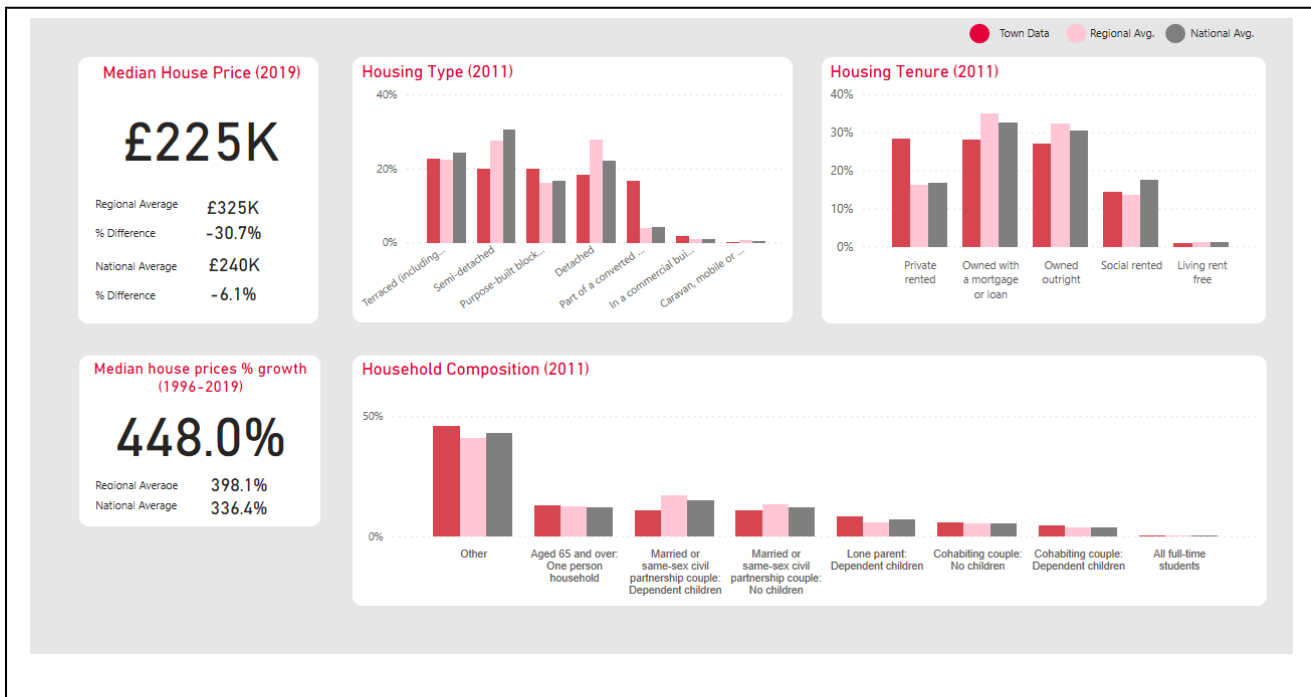 Town Data
Regional Avg.
National Avg.
Median House Price (2019)
£225K
Regional Average £325K
% Difference -30.7%
National Average £240K
% Difference -6.1%
Housing Type (2011)
40%
20%
0%
Terraced (including...
Semi-detached
Purpose-built block...
Detached
Part of a converted ...
In a commercial bui...
Caravan, mobile or ...
Housing Tenure (2011)
40%
30%
20%
10%
0%
Private
rented
Owned with
a mortgage
or loan
Owned
outright
Social rented
Living rent
free
Median house prices % growth
(1996-2019)
448.0%
Regional Average 398.1%
National Average 336.4%
Household Composition (2011)
50%
0%
Other
Aged 65 and over:
One person
household
Married or
same-sex civil
partnership couple:
Dependent children
Married or
same-sex civil
partnership couple:
No children
Lone parent:
Dependent children
Cohabiting couple:
No children
Cohabiting couple:
Dependent children
All full-time
students